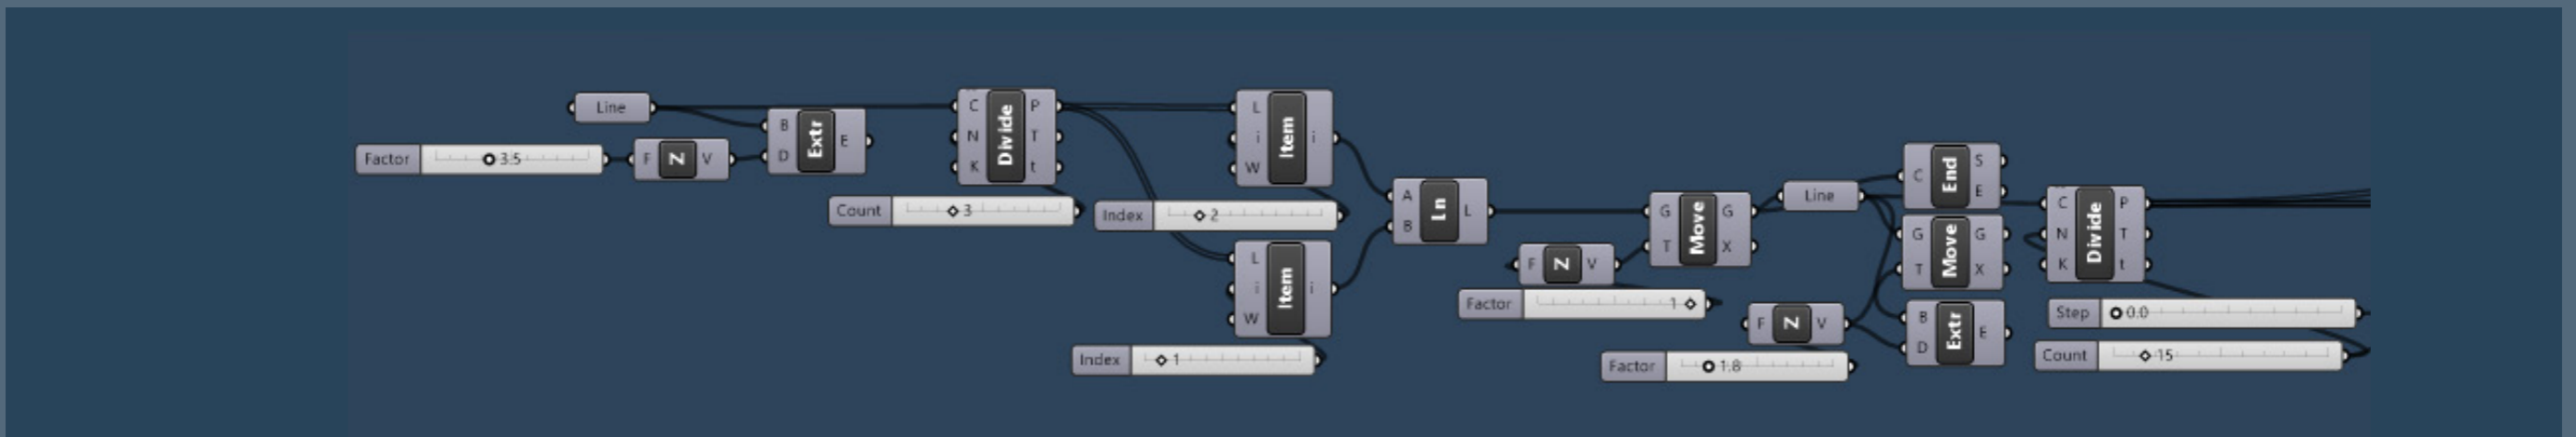 Line
Factor 3.5
F N V
B D Extr E
C N K Divide P T t
Count 3
L i W Item i
Index 2
L i W Item i
Index 1
A B Ln L
G T Move G X
F N V
Factor 1
Line
F N V
Factor 1.8
C End S E
G T Move G X
B D Extr E
C N K Divide P T t
Step 0.0
Count 15